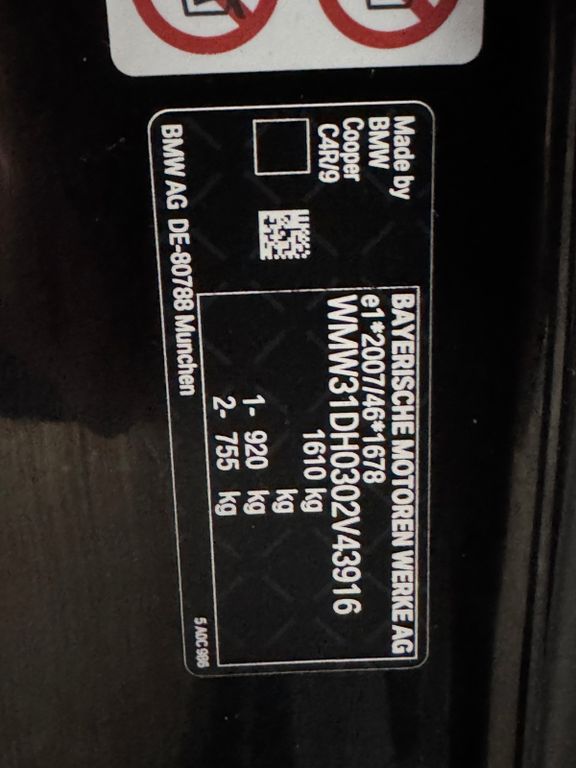 Made by
BMW
Cooper
C4R/9
BAYERISCHE MOTOREN WERKE AG
e1*2007/46*1678
WMW31DH0302V43916
1610 kg
kg
1- 920 kg
2- 755 kg
BMW AG DE-80788 Munchen
5 A0C 986